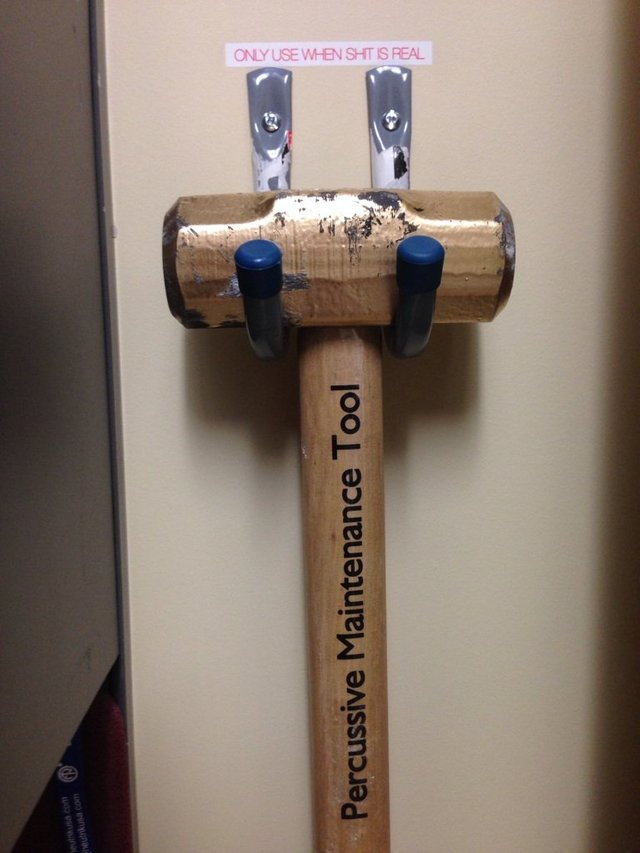 ONLY USE WHEN SHIT IS REAL
Percussive Maintenance Tool